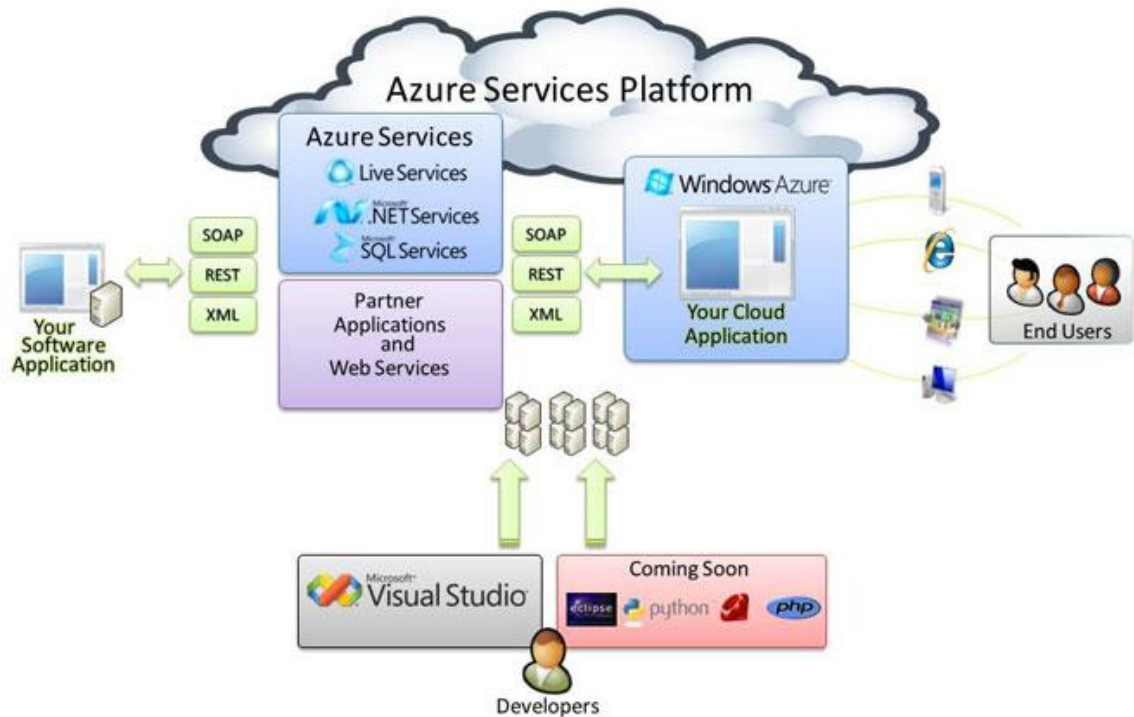 Azure Services Platform
Azure Services
Live Services
Microsoft®
.NET Services
Microsoft®
SQL Services
Partner
Applications
and
Web Services
SOAP
REST
XML
Your
Software
Application
SOAP
REST
XML
Windows® Azure™
Your Cloud
Application
End Users
Microsoft®
Visual Studio®
Coming Soon
eclipse
python
php
Developers